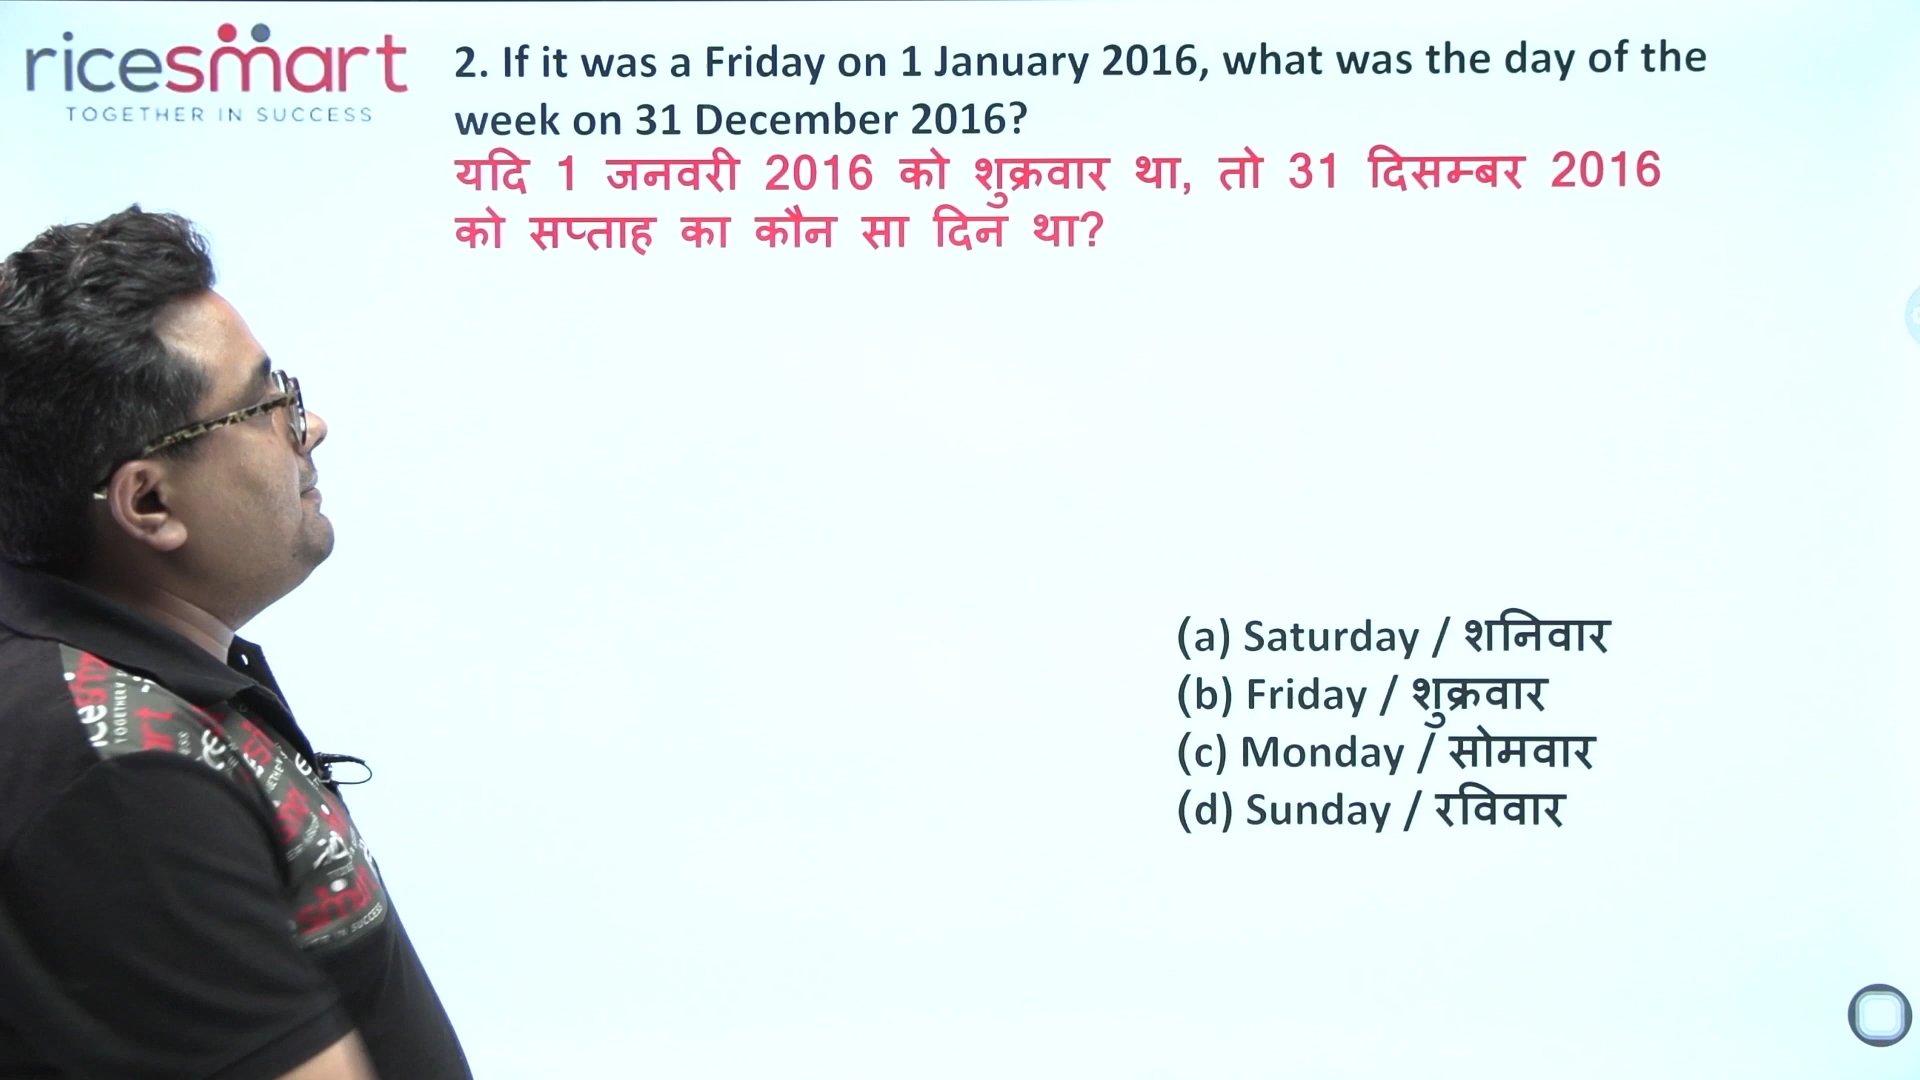 ricesmart
TOGETHER IN SUCCESS
2. If it was a Friday on 1 January 2016, what was the day of the
week on 31 December 2016?
यदि 1 जनवरी 2016 को शुक्रवार था, तो 31 दिसम्बर 2016
को सप्ताह का कौन सा दिन था?
(a) Saturday / शनिवार
(b) Friday / शुक्रवार
(c) Monday / सोमवार
(d) Sunday / रविवार